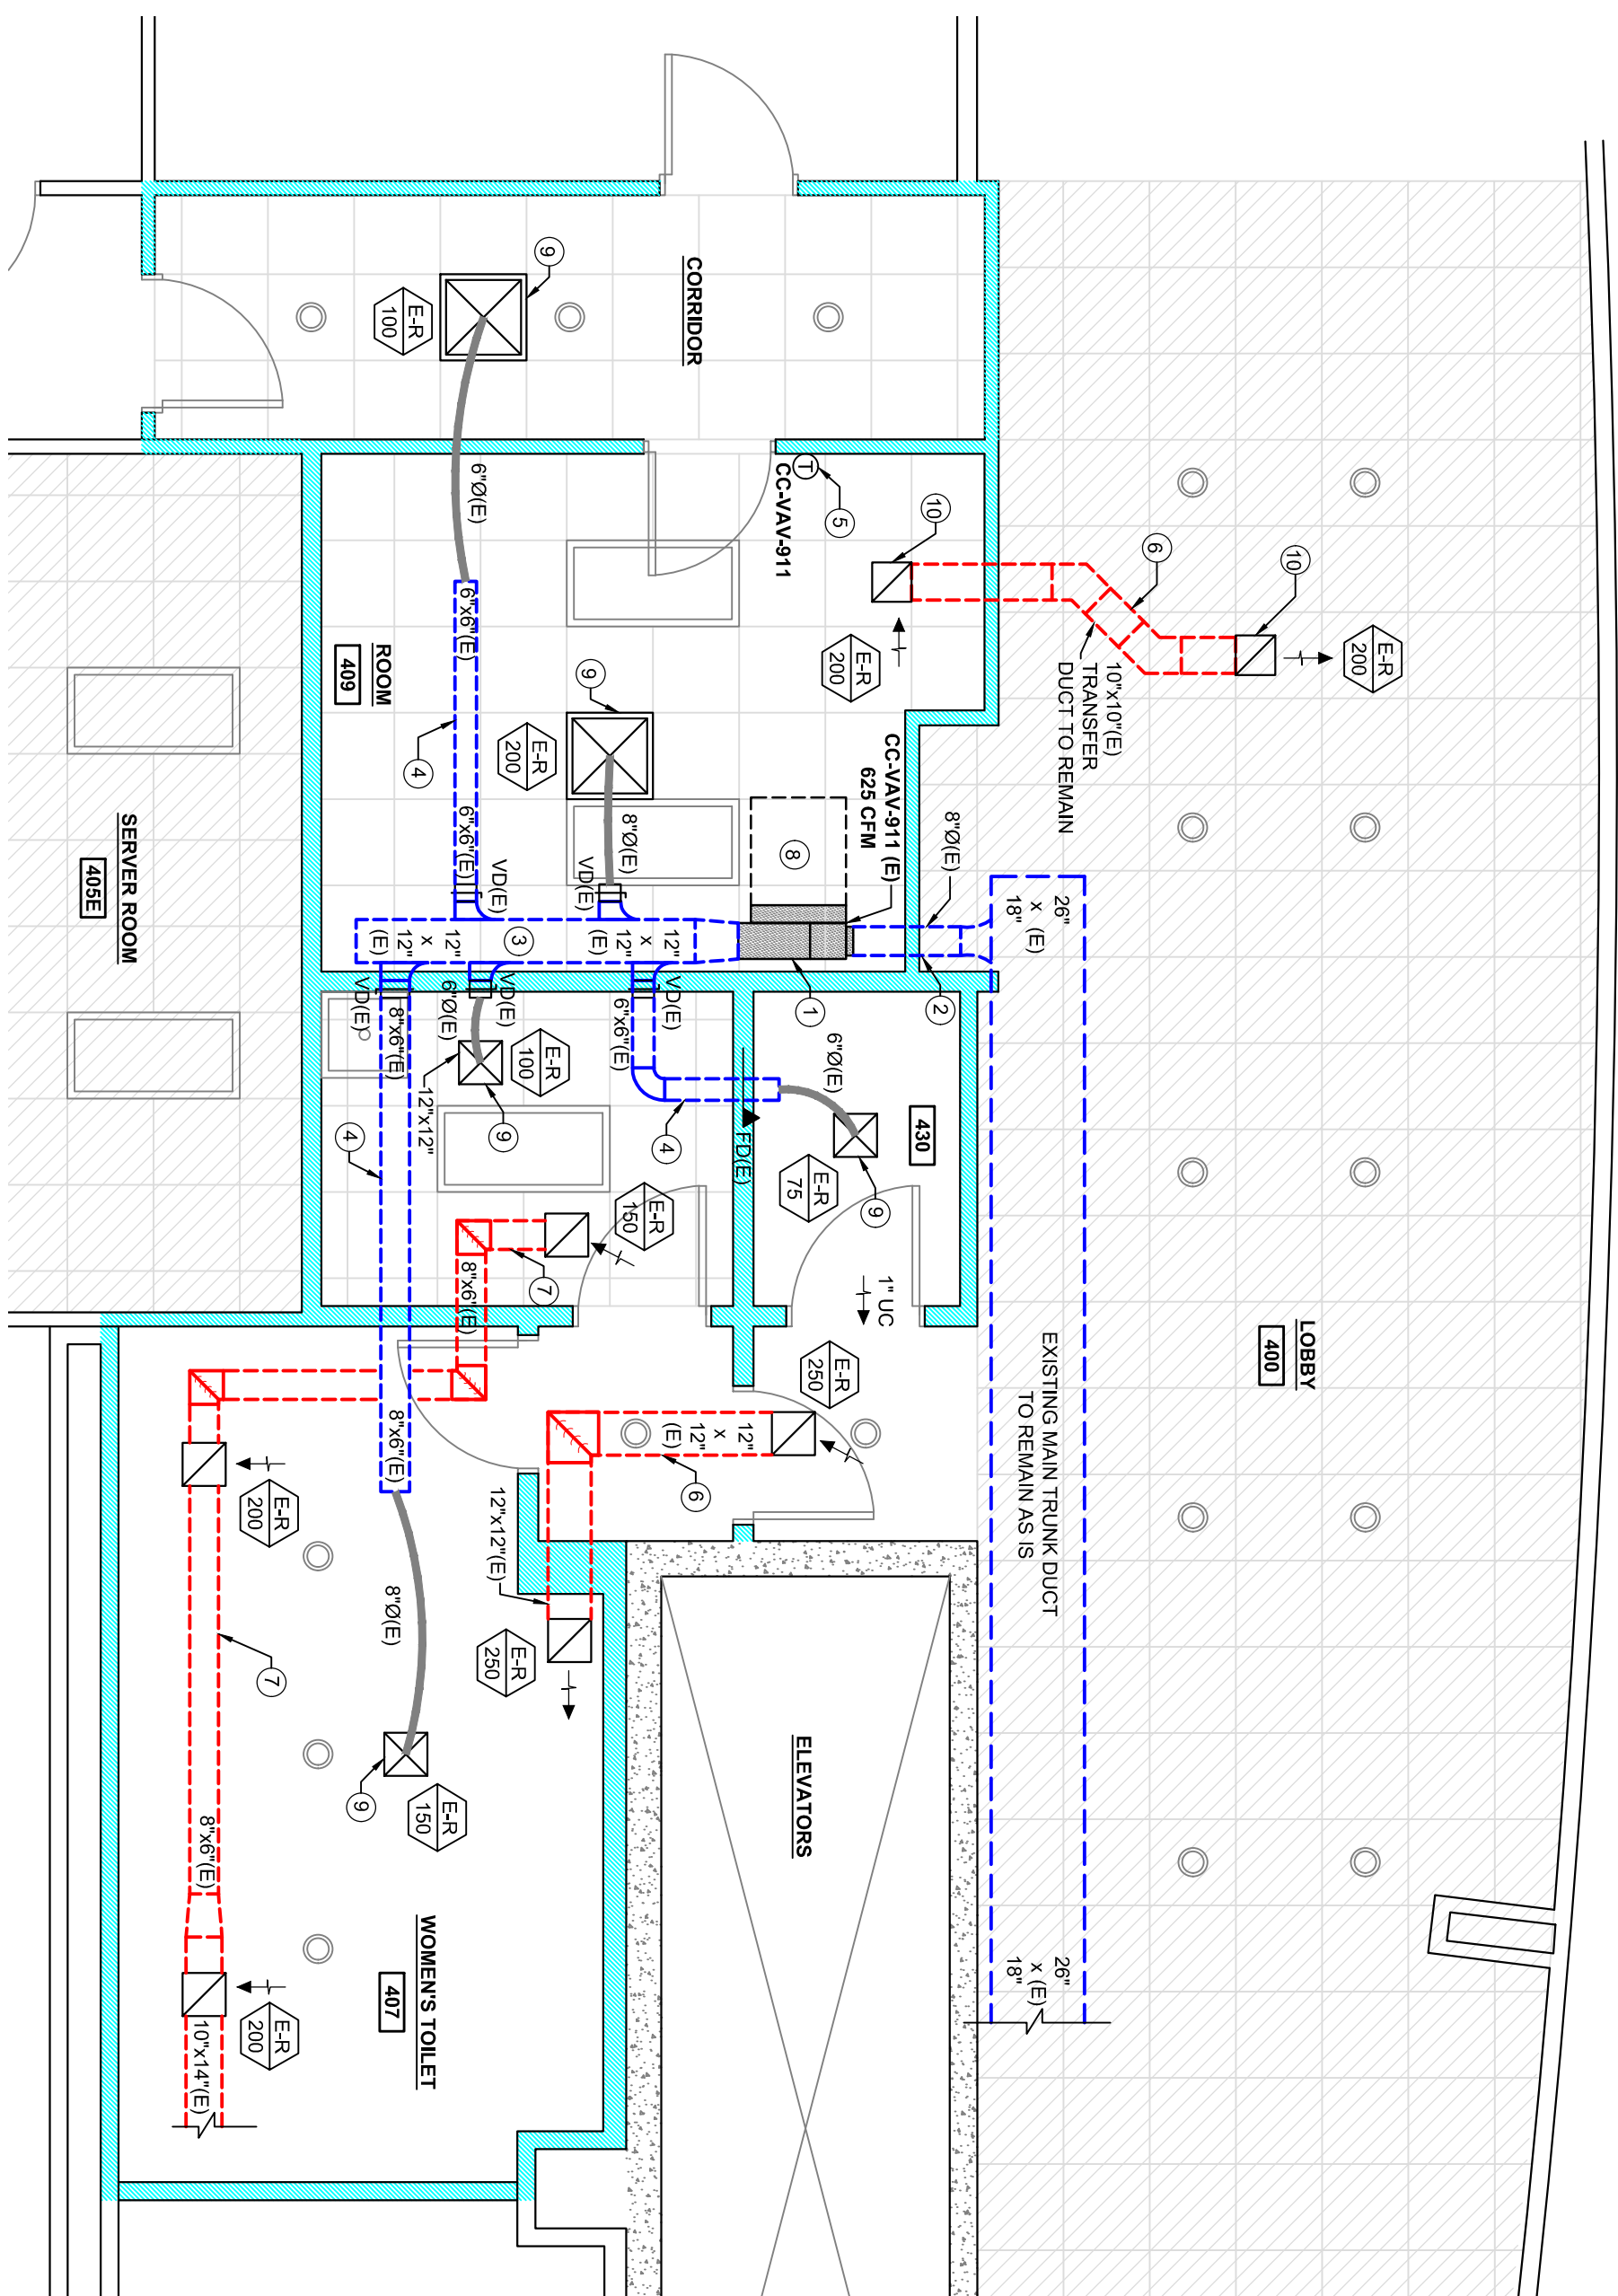 E-R
200
10
6
10"x10"(E)
TRANSFER
DUCT TO REMAIN
LOBBY
400
26"
x (E)
18"
EXISTING MAIN TRUNK DUCT
TO REMAIN AS IS
26"
x (E)
18"
10
5
T
CC-VAV-911
E-R
200
8"Ø(E)
CC-VAV-911 (E)
625 CFM
8
2
1
430
6"Ø(E)
9
E-R
75
1" UC
E-R
250
FD(E)
CORRIDOR
9
E-R
100
6"Ø(E)
6"x6"(E)
9
E-R
200
8"Ø(E)
VD(E)
6"x6"(E)
VD(E)
4
ROOM
409
12"
x
12"
(E)
3
12"
x
12"
(E)
VD(E)
6"x6"(E)
4
VD(E)
6"Ø(E)
E-R
100
9
12"x12"
VD(E)
8"x6"(E)
4
E-R
150
7
8"x6"(E)
12"
x
12"
(E)
6
12"x12"(E)
E-R
250
ELEVATORS
8"x6"(E)
8"Ø(E)
9
E-R
150
WOMEN'S TOILET
407
E-R
200
7
8"x6"(E)
E-R
200
10"x14"(E)
SERVER ROOM
405E